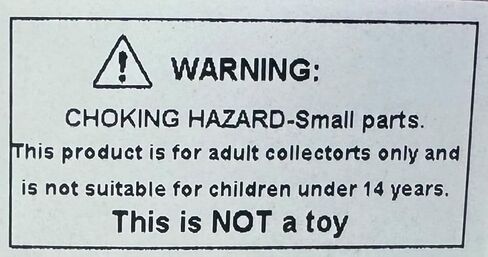 WARNING:
CHOKING HAZARD-Small parts.
This product is for adult collectorts only and
is not suitable for children under 14 years.
This is NOT a toy